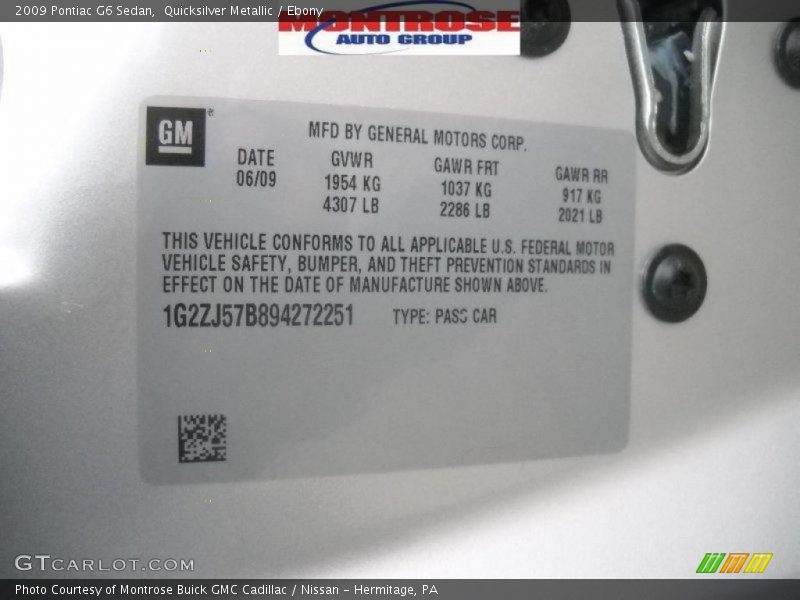 2009 Pontiac G6 Sedan, Quicksilver Metallic / Ebony
MONTROSE
AUTO GROUP
GM
MFD BY GENERAL MOTORS CORP.
DATE GVWR GAWR FRT GAWR RR
06/09 1954 KG 1037 KG 917 KG
4307 LB 2286 LB 2021 LB
THIS VEHICLE CONFORMS TO ALL APPLICABLE U.S. FEDERAL MOTOR
VEHICLE SAFETY, BUMPER, AND THEFT PREVENTION STANDARDS IN
EFFECT ON THE DATE OF MANUFACTURE SHOWN ABOVE.
1G2ZJ57B894272251 TYPE: PASS CAR
GTCARLOT.COM
Photo Courtesy of Montrose Buick GMC Cadillac / Nissan - Hermitage, PA